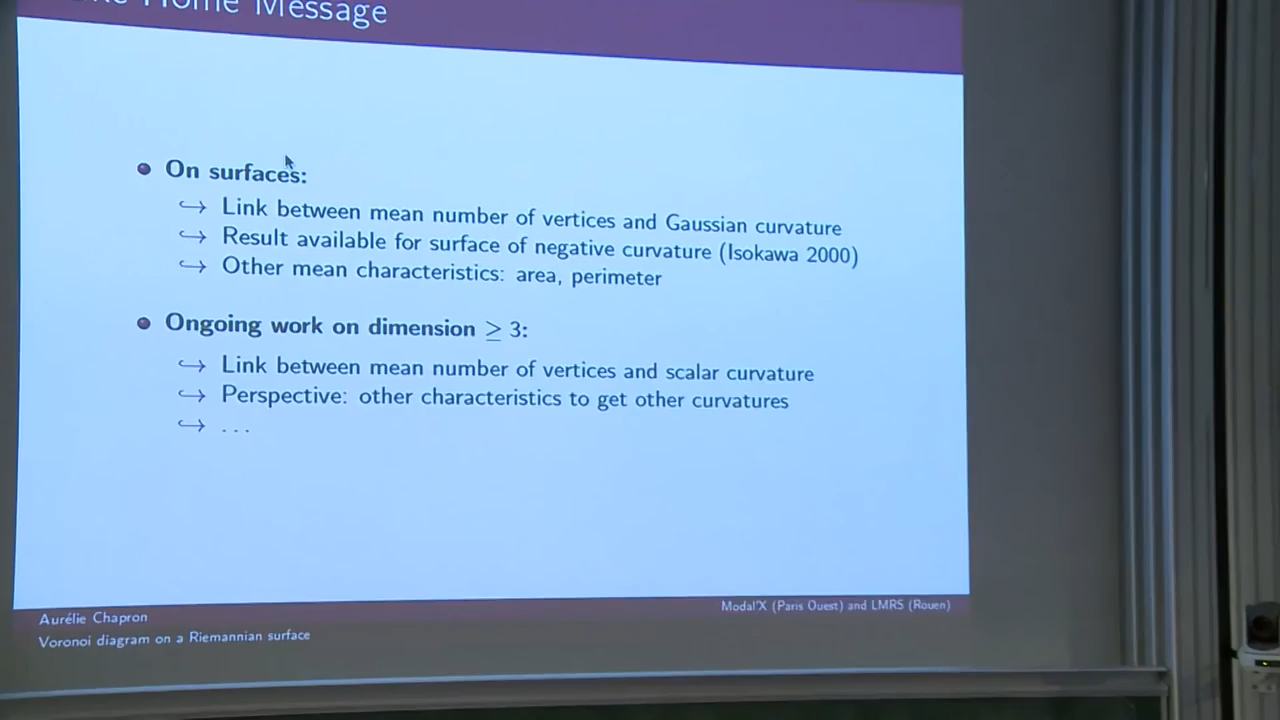 Home Message
On surfaces:
↪ Link between mean number of vertices and Gaussian curvature
↪ Result available for surface of negative curvature (Isokawa 2000)
↪ Other mean characteristics: area, perimeter
Ongoing work on dimension ≥ 3:
↪ Link between mean number of vertices and scalar curvature
↪ Perspective: other characteristics to get other curvatures
↪ ...
Aurélie Chapron
Modal'X (Paris Ouest) and LMRS (Rouen)
Voronoi diagram on a Riemannian surface